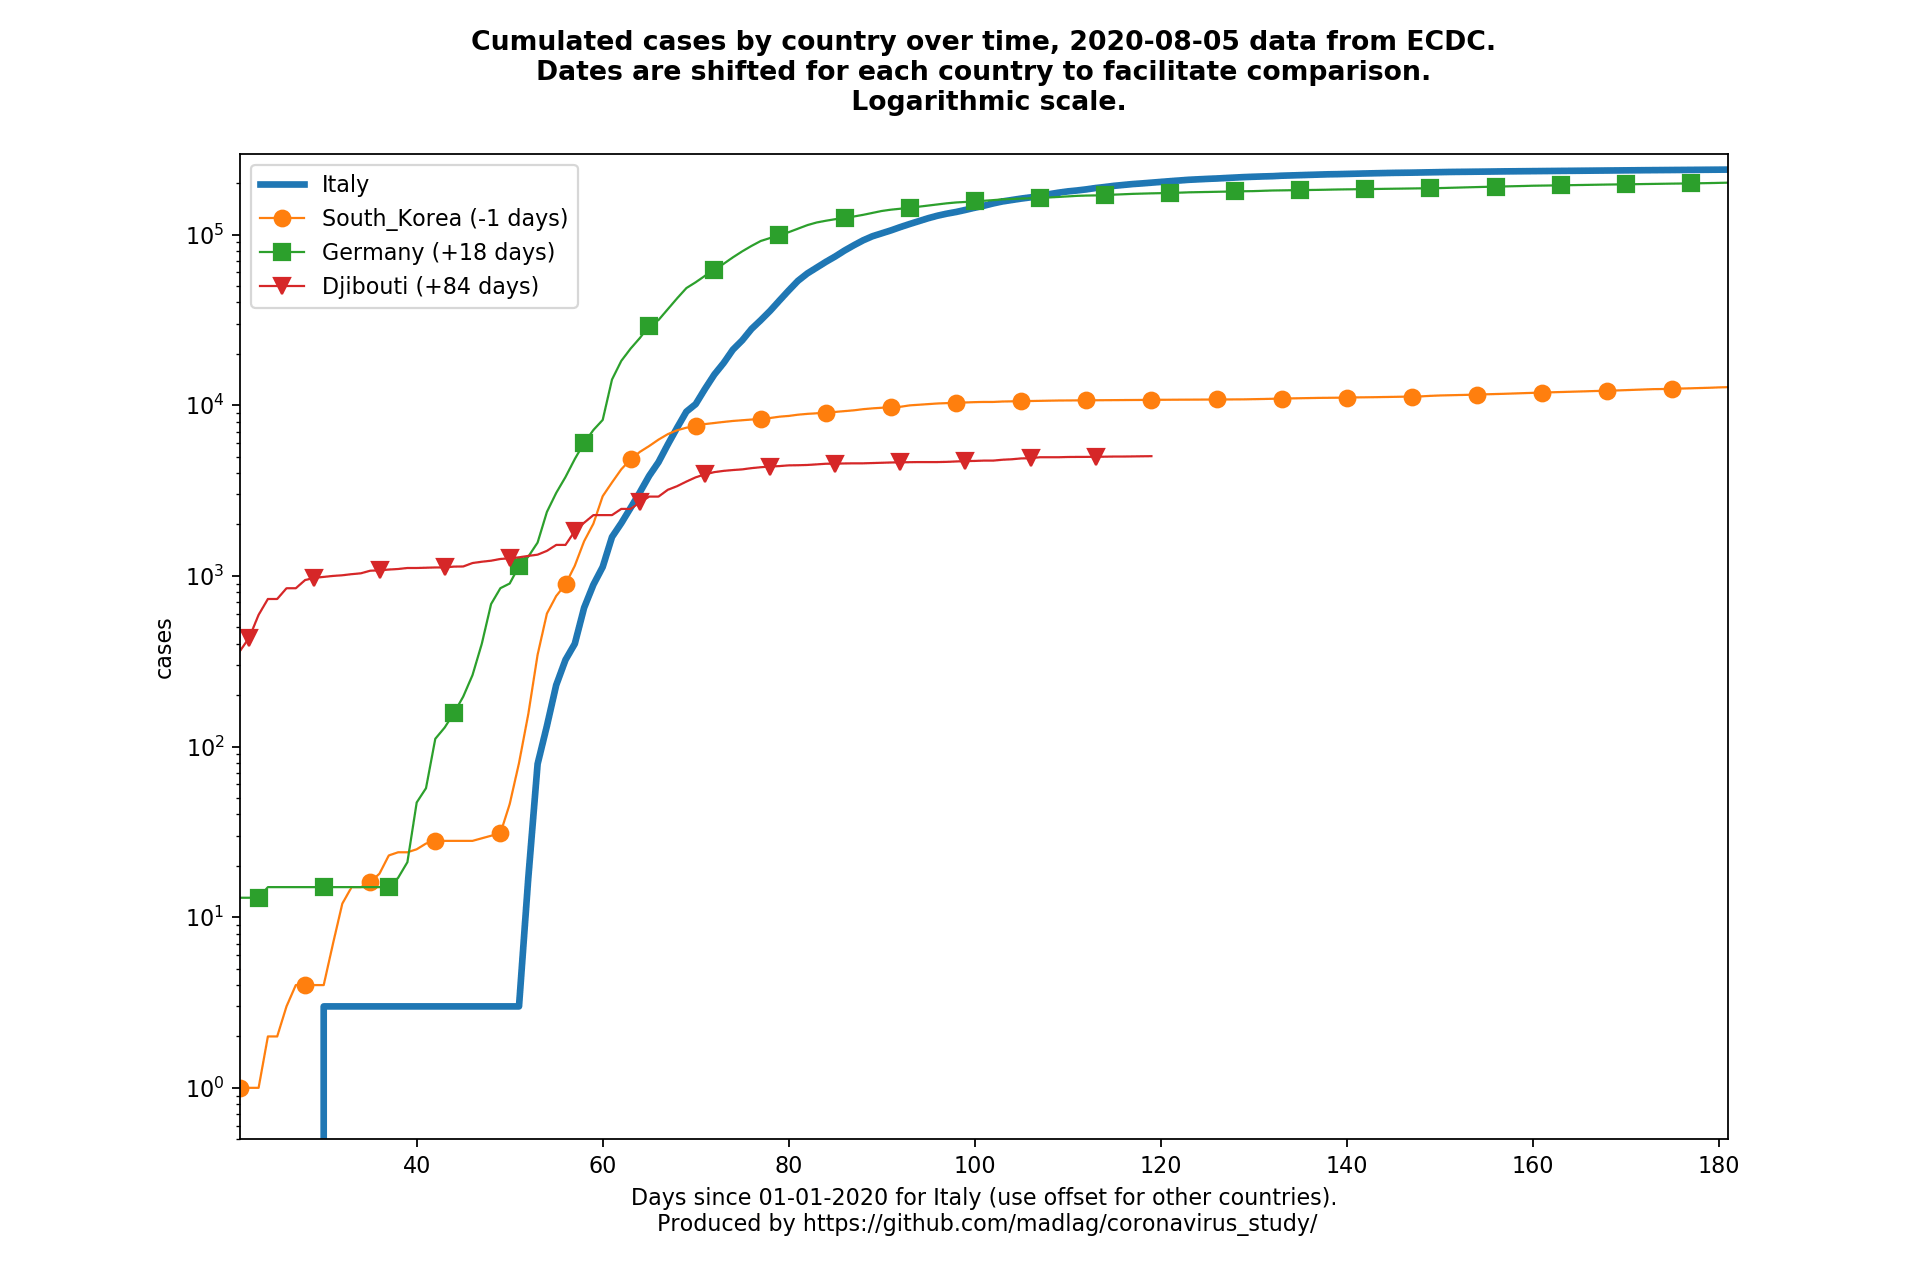 Cumulated cases by country over time, 2020-08-05 data from ECDC.
Dates are shifted for each country to facilitate comparison.
Logarithmic scale.
Italy
South_Korea (-1 days)
Germany (+18 days)
Djibouti (+84 days)
cases
10^5
10^4
10^3
10^2
10^1
10^0
40 60 80 100 120 140 160 180
Days since 01-01-2020 for Italy (use offset for other countries).
Produced by https://github.com/madlag/coronavirus_study/